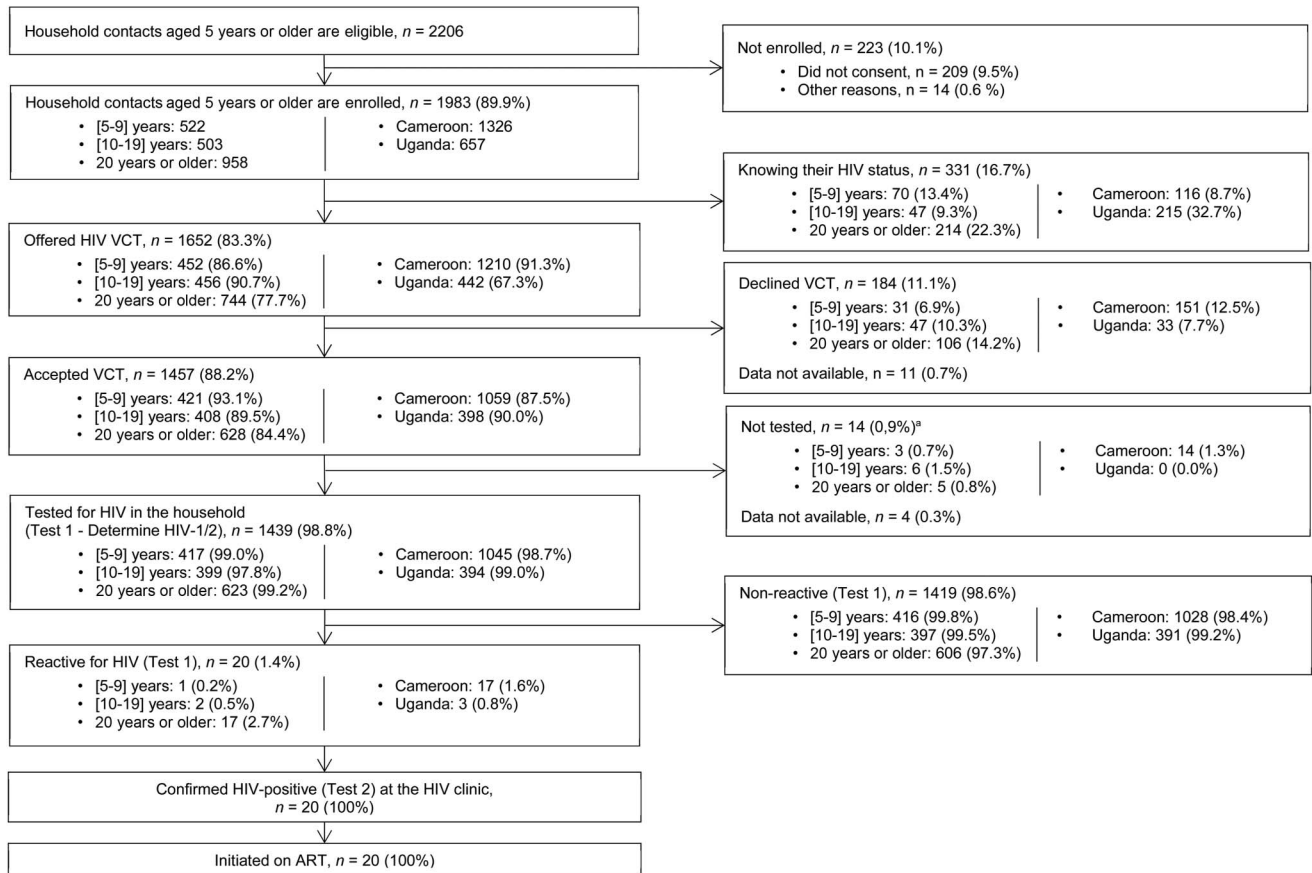 Household contacts aged 5 years or older are eligible, n = 2206
Not enrolled, n = 223 (10.1%)
• Did not consent, n = 209 (9.5%)
• Other reasons, n = 14 (0.6 %)
Household contacts aged 5 years or older are enrolled, n = 1983 (89.9%)
• [5-9] years: 522
• [10-19] years: 503
• 20 years or older: 958
• Cameroon: 1326
• Uganda: 657
Knowing their HIV status, n = 331 (16.7%)
• [5-9] years: 70 (13.4%)
• [10-19] years: 47 (9.3%)
• 20 years or older: 214 (22.3%)
• Cameroon: 116 (8.7%)
• Uganda: 215 (32.7%)
Offered HIV VCT, n = 1652 (83.3%)
• [5-9] years: 452 (86.6%)
• [10-19] years: 456 (90.7%)
• 20 years or older: 744 (77.7%)
• Cameroon: 1210 (91.3%)
• Uganda: 442 (67.3%)
Declined VCT, n = 184 (11.1%)
• [5-9] years: 31 (6.9%)
• [10-19] years: 47 (10.3%)
• 20 years or older: 106 (14.2%)
• Cameroon: 151 (12.5%)
• Uganda: 33 (7.7%)
Data not available, n = 11 (0.7%)
Accepted VCT, n = 1457 (88.2%)
• [5-9] years: 421 (93.1%)
• [10-19] years: 408 (89.5%)
• 20 years or older: 628 (84.4%)
• Cameroon: 1059 (87.5%)
• Uganda: 398 (90.0%)
Not tested, n = 14 (0,9%)ª
• [5-9] years: 3 (0.7%)
• [10-19] years: 6 (1.5%)
• 20 years or older: 5 (0.8%)
• Cameroon: 14 (1.3%)
• Uganda: 0 (0.0%)
Data not available, n = 4 (0.3%)
Tested for HIV in the household
(Test 1 - Determine HIV-1/2), n = 1439 (98.8%)
• [5-9] years: 417 (99.0%)
• [10-19] years: 399 (97.8%)
• 20 years or older: 623 (99.2%)
• Cameroon: 1045 (98.7%)
• Uganda: 394 (99.0%)
Non-reactive (Test 1), n = 1419 (98.6%)
• [5-9] years: 416 (99.8%)
• [10-19] years: 397 (99.5%)
• 20 years or older: 606 (97.3%)
• Cameroon: 1028 (98.4%)
• Uganda: 391 (99.2%)
Reactive for HIV (Test 1), n = 20 (1.4%)
• [5-9] years: 1 (0.2%)
• [10-19] years: 2 (0.5%)
• 20 years or older: 17 (2.7%)
• Cameroon: 17 (1.6%)
• Uganda: 3 (0.8%)
Confirmed HIV-positive (Test 2) at the HIV clinic,
n = 20 (100%)
Initiated on ART, n = 20 (100%)